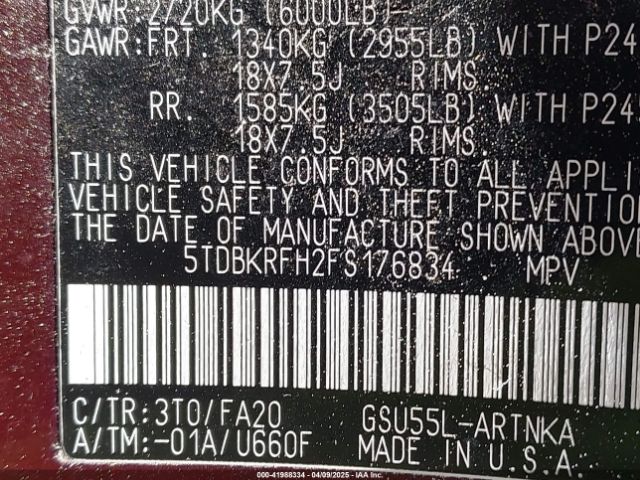 GVWR: 2720KG (6000LB)
GAWR: FRT. 1340KG (2955LB) WITH P24
18X7.5J RIMS.
RR. 1585KG (3505LB) WITH P24
18X7.5J RIMS.
THIS VEHICLE CONFORMS TO ALL APPLI
VEHICLE SAFETY AND THEFT PREVENTION
THE DATE OF MANUFACTURE SHOWN ABOVE
5TDBKRFH2FS176834 MPV
C/TR: 3T0/FA20 GSU55L-ARTNKA
A/TM: -01A/U660F MADE IN U.S.A.
000-41988334 - 04/09/2025 - IAAI.COM